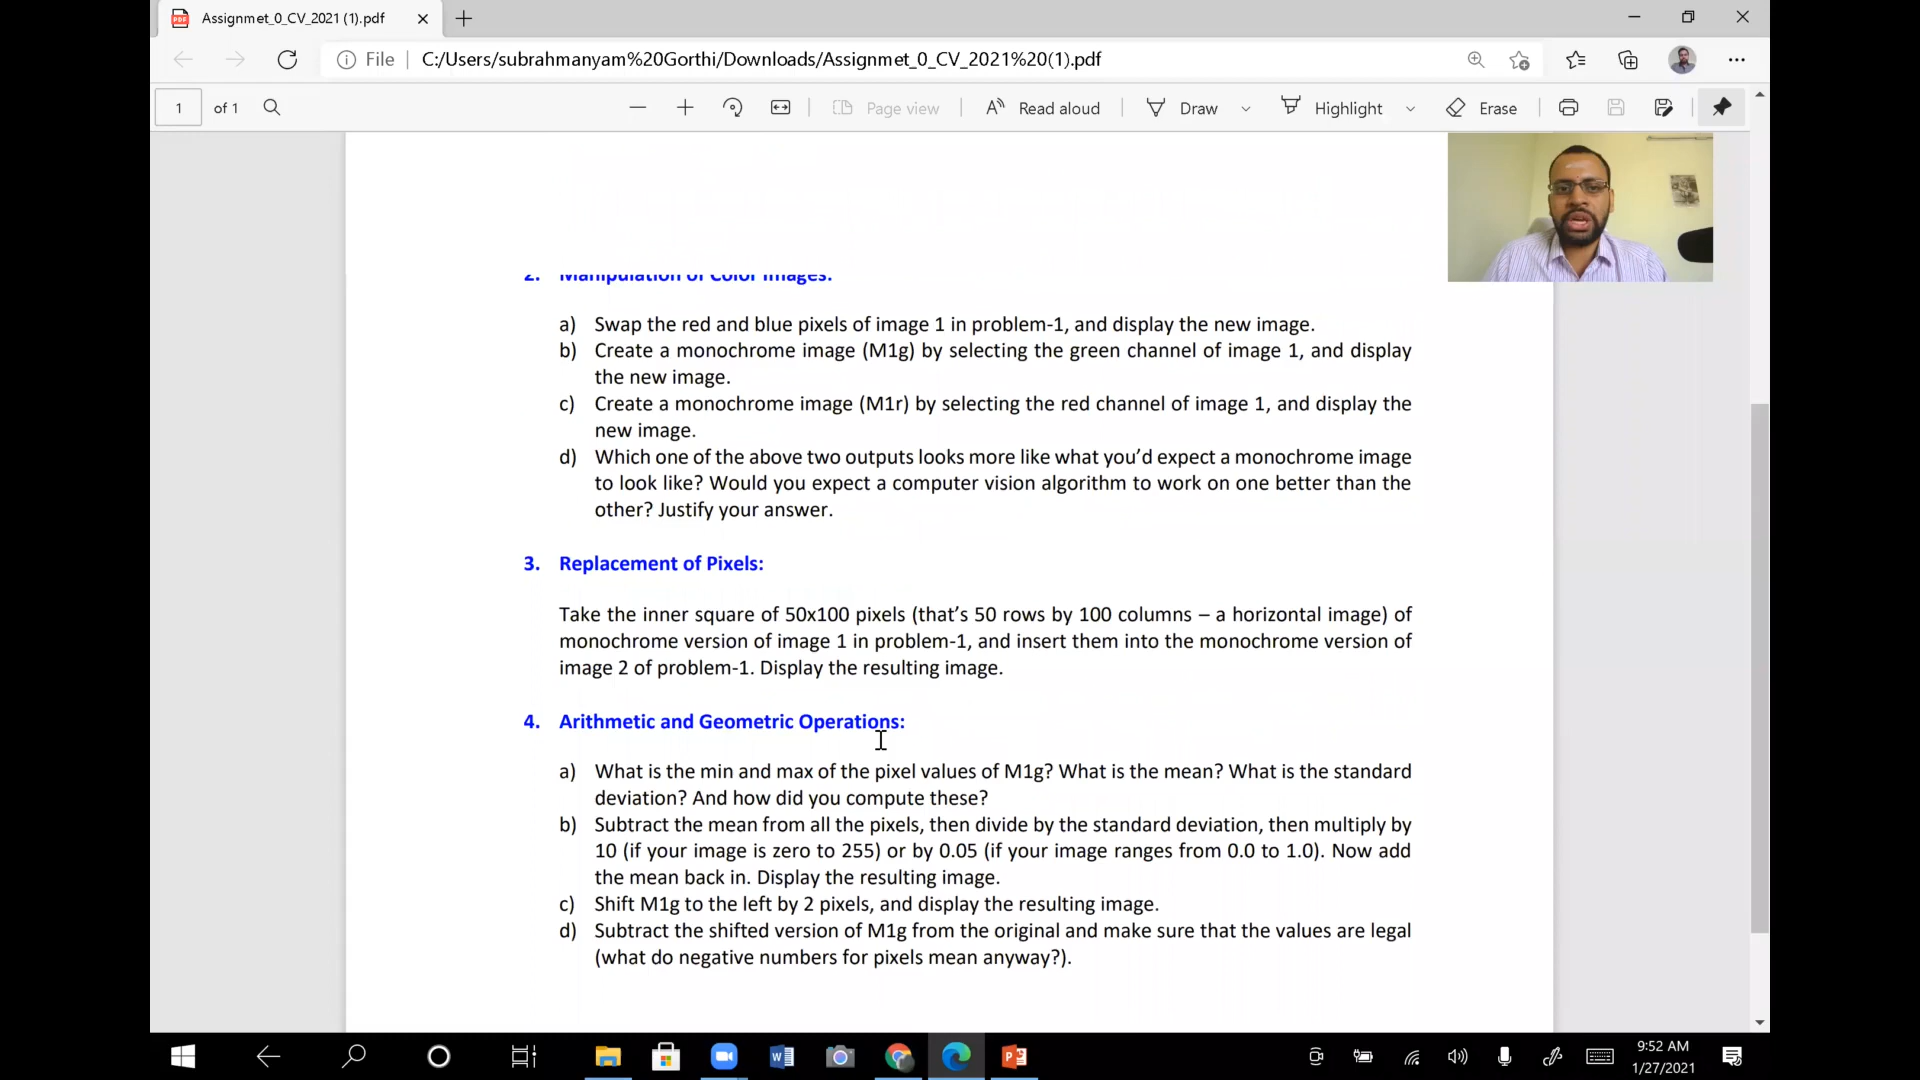 Assignmet_0_CV_2021 (1).pdf
File
C:/Users/subrahmanyam%20Gorthi/Downloads/Assignmet_0_CV_2021%20(1).pdf
1 of 1
Page view
Read aloud
Draw
Highlight
Erase
2. Manipulation of Color Images:
a) Swap the red and blue pixels of image 1 in problem-1, and display the new image.
b) Create a monochrome image (M1g) by selecting the green channel of image 1, and display
the new image.
c) Create a monochrome image (M1r) by selecting the red channel of image 1, and display the
new image.
d) Which one of the above two outputs looks more like what you’d expect a monochrome image
to look like? Would you expect a computer vision algorithm to work on one better than the
other? Justify your answer.
3. Replacement of Pixels:
Take the inner square of 50x100 pixels (that’s 50 rows by 100 columns – a horizontal image) of
monochrome version of image 1 in problem-1, and insert them into the monochrome version of
image 2 of problem-1. Display the resulting image.
4. Arithmetic and Geometric Operations:
a) What is the min and max of the pixel values of M1g? What is the mean? What is the standard
deviation? And how did you compute these?
b) Subtract the mean from all the pixels, then divide by the standard deviation, then multiply by
10 (if your image is zero to 255) or by 0.05 (if your image ranges from 0.0 to 1.0). Now add
the mean back in. Display the resulting image.
c) Shift M1g to the left by 2 pixels, and display the resulting image.
d) Subtract the shifted version of M1g from the original and make sure that the values are legal
(what do negative numbers for pixels mean anyway?).
9:52 AM
1/27/2021